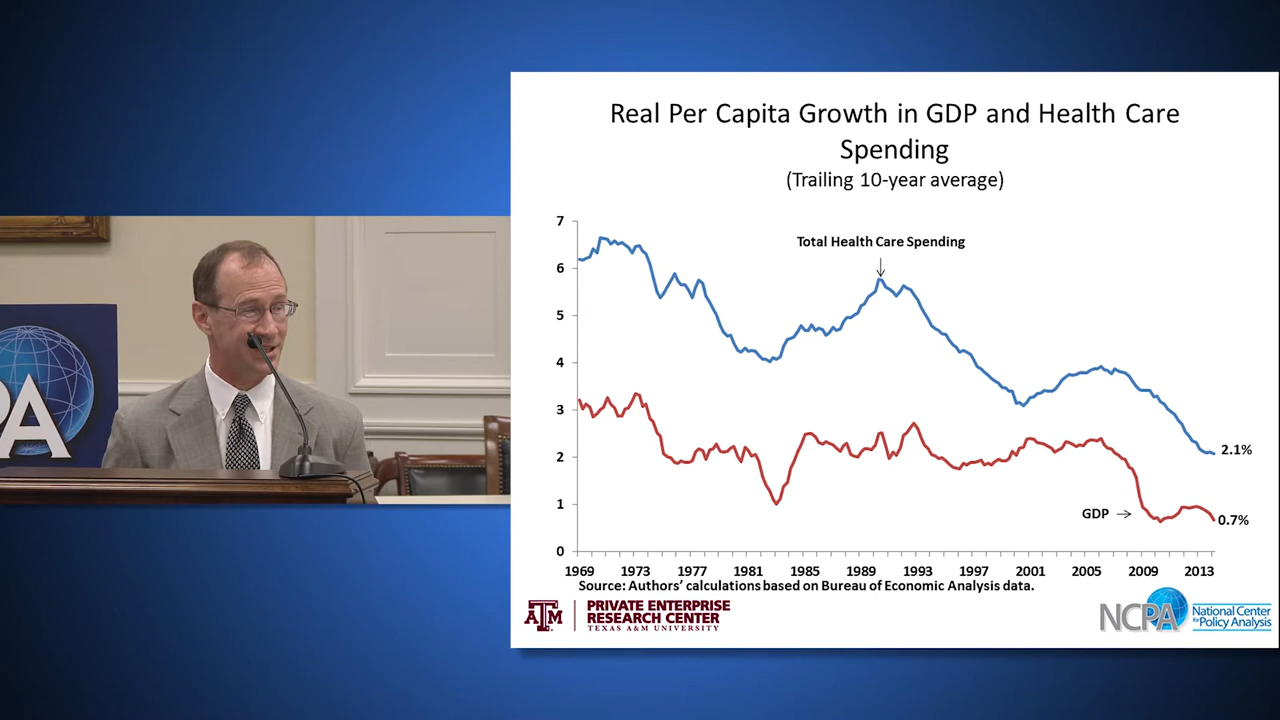 Real Per Capita Growth in GDP and Health Care
Spending
(Trailing 10-year average)
7
Total Health Care Spending
6
5
4
3
2.1%
2
1
GDP
0.7%
0
1969 1973 1977 1981 1985 1989 1993 1997 2001 2005 2009 2013
Source: Authors' calculations based on Bureau of Economic Analysis data.
ATM
PRIVATE ENTERPRISE
RESEARCH CENTER
TEXAS A&M UNIVERSITY
NCPA
National Center
for Policy Analysis
PA